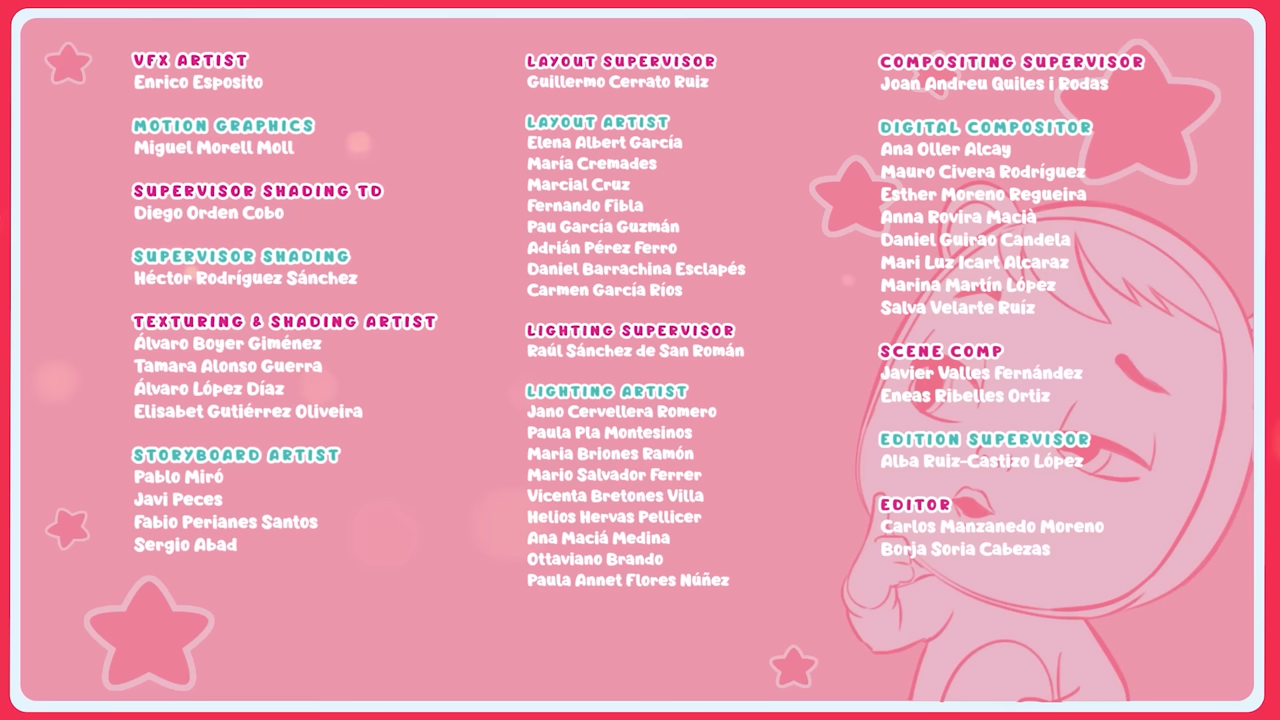 VFX ARTIST
Enrico Esposito
MOTION GRAPHICS
Miguel Morell Moll
SUPERVISOR SHADING TD
Diego Orden Cobo
SUPERVISOR SHADING
Héctor Rodríguez Sánchez
TEXTURING & SHADING ARTIST
Álvaro Boyer Giménez
Tamara Alonso Guerra
Álvaro López Díaz
Elisabet Gutiérrez Oliveira
STORYBOARD ARTIST
Pablo Miró
Javi Peces
Fabio Perianes Santos
Sergio Abad
LAYOUT SUPERVISOR
Guillermo Cerrato Ruiz
LAYOUT ARTIST
Elena Albert García
María Cremades
Marcial Cruz
Fernando Fibla
Pau García Guzmán
Adrián Pérez Ferro
Daniel Barrachina Esclapés
Carmen García Ríos
LIGHTING SUPERVISOR
Raúl Sánchez de San Román
LIGHTING ARTIST
Jano Cervellera Romero
Paula Pla Montesinos
Maria Briones Ramón
Mario Salvador Ferrer
Vicenta Bretones Villa
Helios Hervas Pellicer
Ana Maciá Medina
Ottaviano Brando
Paula Annet Flores Núñez
COMPOSITING SUPERVISOR
Joan Andreu Quiles i Rodas
DIGITAL COMPOSITOR
Ana Oller Alcay
Mauro Civera Rodríguez
Esther Moreno Regueira
Anna Rovira Macià
Daniel Guirao Candela
Mari Luz Icart Alcaraz
Marina Martín López
Salva Velarte Ruíz
SCENE COMP
Javier Valles Fernández
Eneas Ribelles Ortiz
EDITION SUPERVISOR
Alba Ruiz-Castizo López
EDITOR
Carlos Manzanedo Moreno
Borja Soria Cabezas